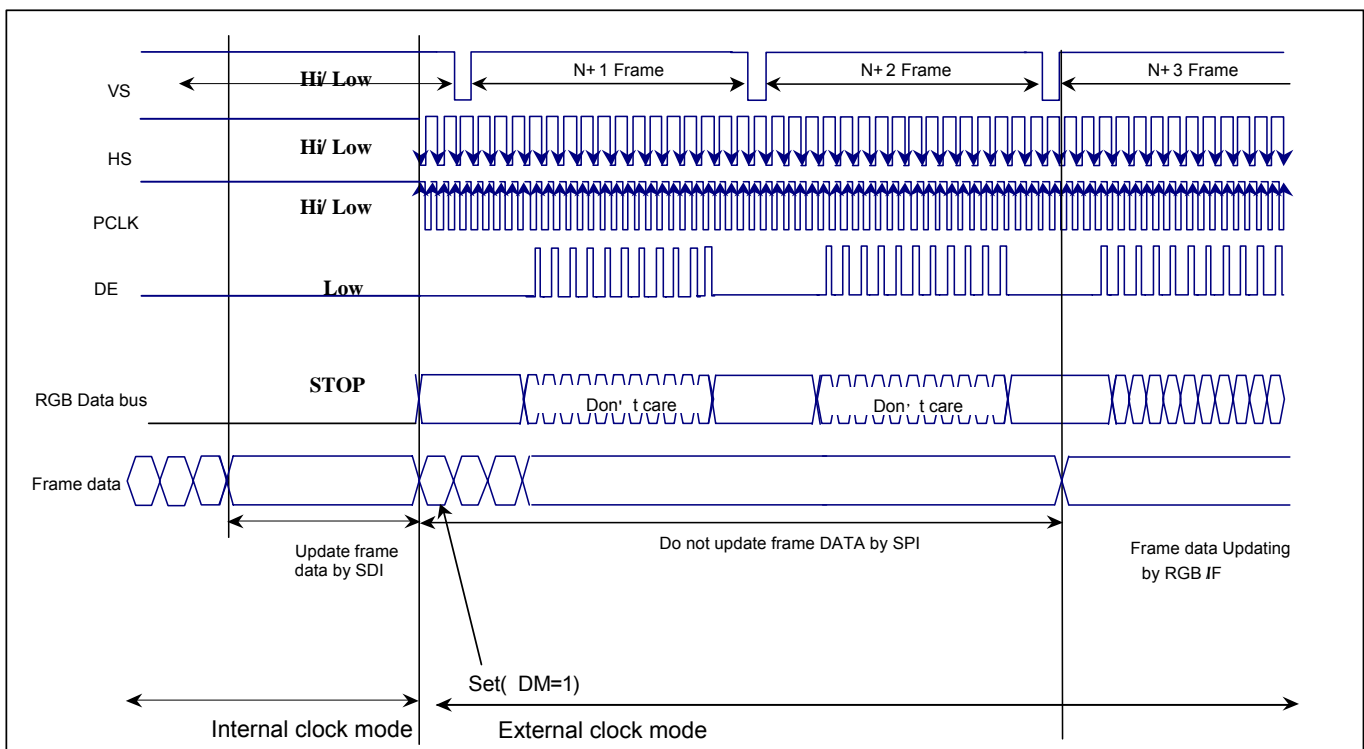 VS
Hi/ Low
N+ 1 Frame
N+ 2 Frame
N+ 3 Frame
HS
Hi/ Low
PCLK
Hi/ Low
DE
Low
RGB Data bus
STOP
Don't care
Don't care
Frame data
Update frame
data by SDI
Do not update frame DATA by SPI
Frame data Updating
by RGB IF
Set( DM=1)
Internal clock mode
External clock mode